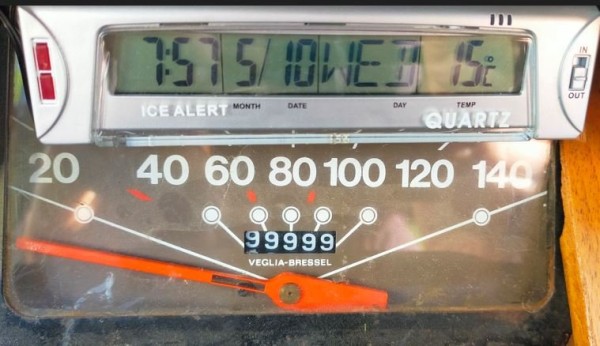 7:57 5/10 WED 15°C
ICE ALERT MONTH DATE DAY TEMP
QUARTZ
IN
OUT
20 40 60 80 100 120 140
99999
VEGLIA-BRESSEL